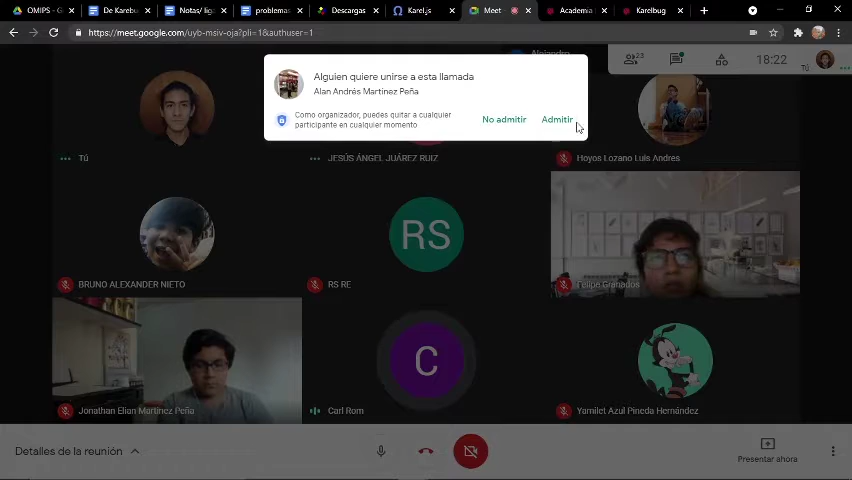 OMIPS - G
De Karebu
Notas/ lig
problemas
Descargas
Karel.js
Meet
Academia
Karelbug
https://meet.google.com/uyb-msiv-oja?pli=1&authuser=1
Alejandro
23
18:22
Tú
Alguien quiere unirse a esta llamada
Alan Andrés Martínez Peña
Como organizador, puedes quitar a cualquier
participante en cualquier momento
No admitir
Admitir
Tú
JESÚS ÁNGEL JUÁREZ RUIZ
Hoyos Lozano Luis Andres
RS
BRUNO ALEXANDER NIETO
RS RE
Felipe Granados
C
Jonathan Elian Martínez Peña
Carl Rom
Yamilet Azul Pineda Hernández
Detalles de la reunión
Presentar ahora